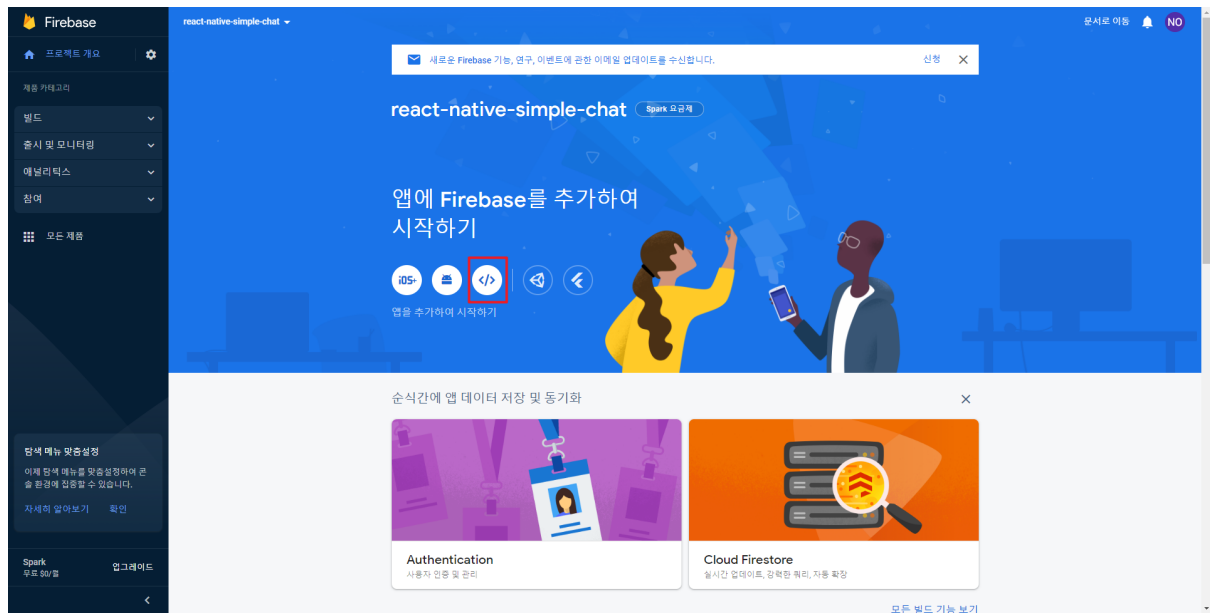 Firebase
프로젝트 개요
제품 카테고리
빌드
출시 및 모니터링
애널리틱스
참여
모든 제품
탐색 메뉴 맞춤설정
이제 탐색 메뉴를 맞춤설정하여 콘
솔 환경에 집중할 수 있습니다.
자세히 알아보기 확인
Spark
무료 $0/월
업그레이드
react-native-simple-chat
문서로 이동
NO
새로운 Firebase 기능, 연구, 이벤트에 관한 이메일 업데이트를 수신합니다.
신청
react-native-simple-chat
Spark 요금제
앱에 Firebase를 추가하여
시작하기
iOS+
</>
앱을 추가하여 시작하기
순식간에 앱 데이터 저장 및 동기화
Authentication
사용자 인증 및 관리
Cloud Firestore
실시간 업데이트, 강력한 쿼리, 자동 확장
모든 빌드 기능 보기